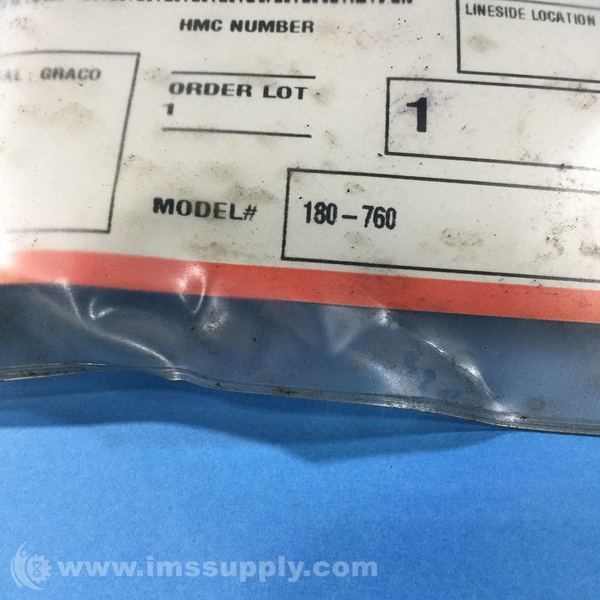 HMC NUMBER
LINESIDE LOCATION
AL : GRACO
ORDER LOT
1
1
MODEL# 180-760
www.imssupply.com